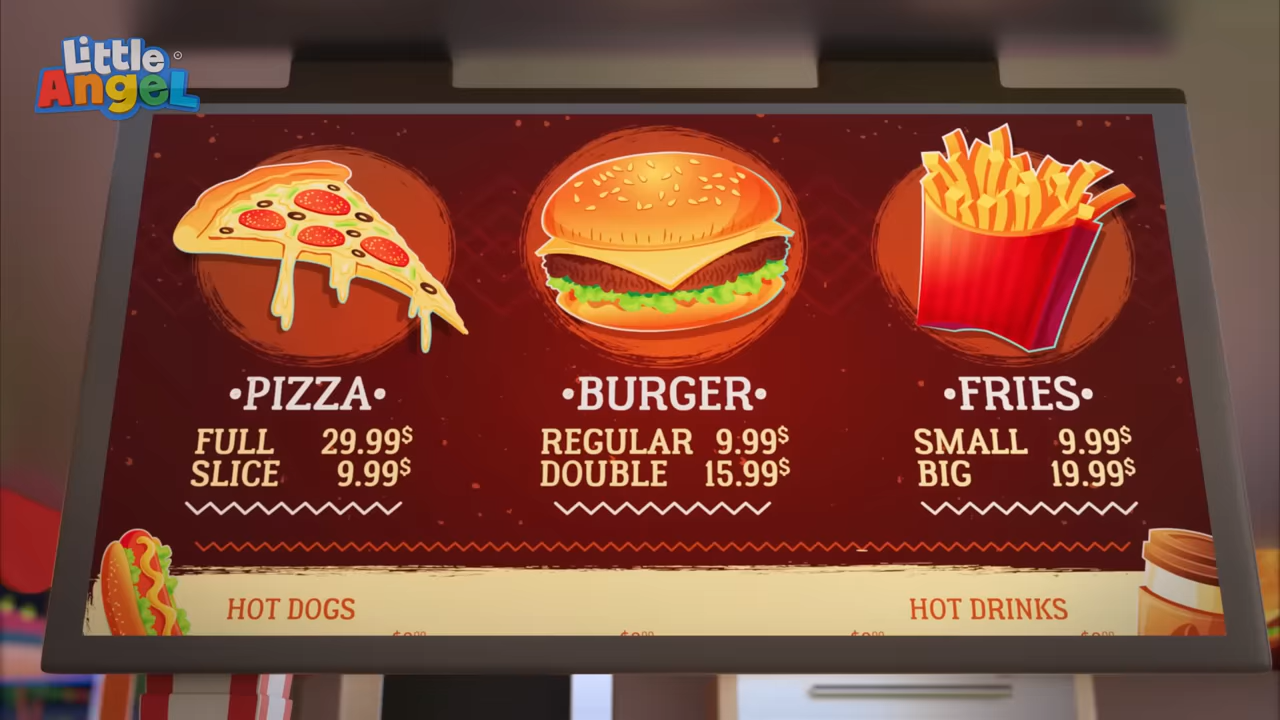 Little
Angel
•PIZZA•
FULL 29.99$
SLICE 9.99$
•BURGER•
REGULAR 9.99$
DOUBLE 15.99$
•FRIES•
SMALL 9.99$
BIG 19.99$
HOT DOGS
HOT DRINKS